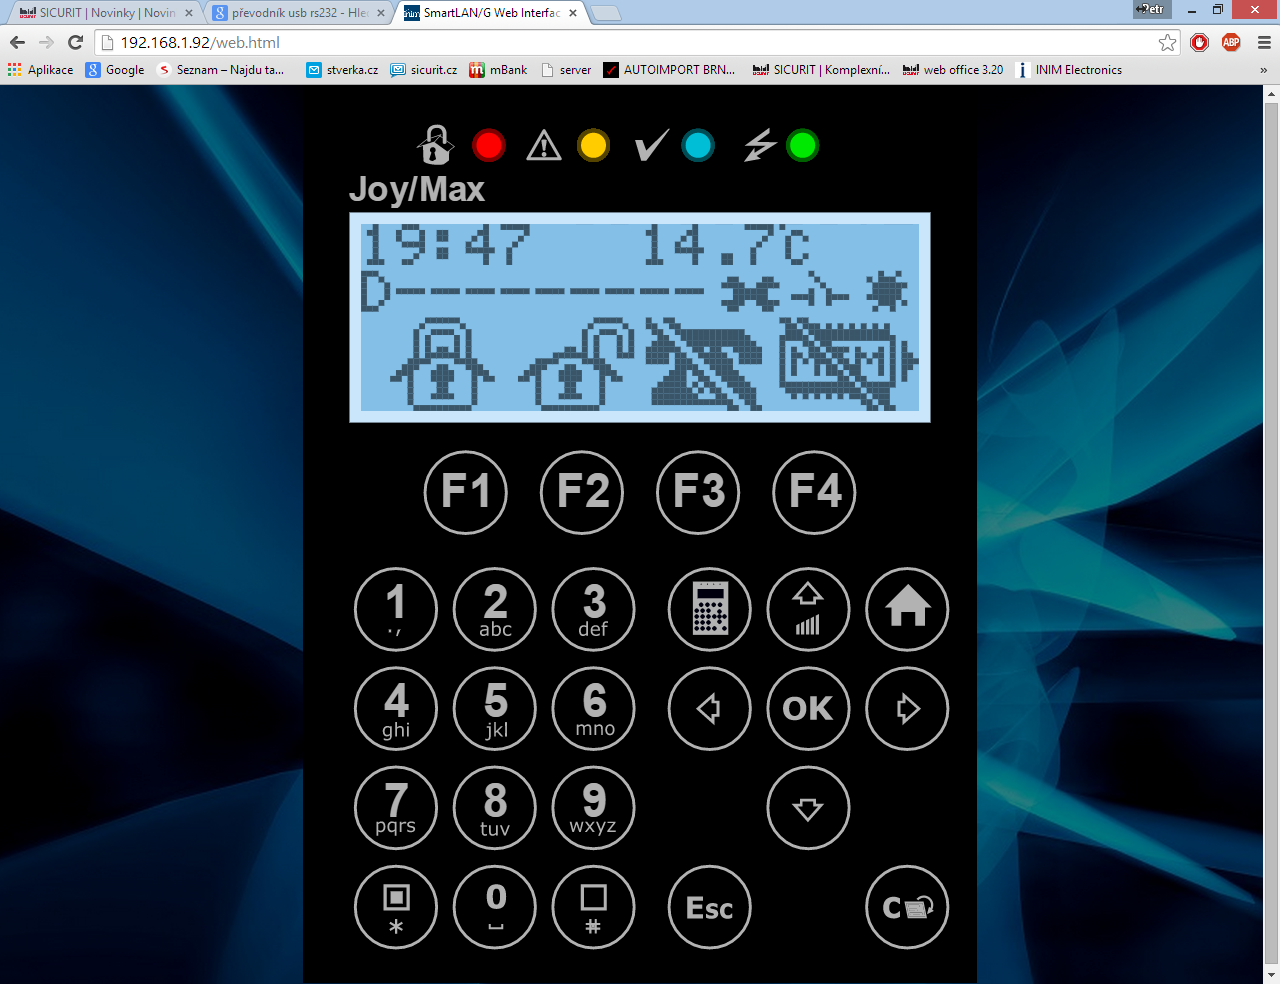 SICURIT | Novinky | Novin
převodník usb rs232 - Hled
SmartLAN/G Web Interfac
Petr
192.168.1.92/web.html
Aplikace
Google
Seznam – Najdu ta...
stverka.cz
sicurit.cz
mBank
server
AUTOIMPORT BRN...
SICURIT | Komplexní...
web office 3.20
INIM Electronics
»
Joy/Max
19:47 14.7°C
D---------
MEM
F1 F2 F3 F4
1 2 3
., abc def
4 5 6 OK
ghi jkl mno
7 8 9
pqrs tuv wxyz
0 Esc C
* ⎵ #